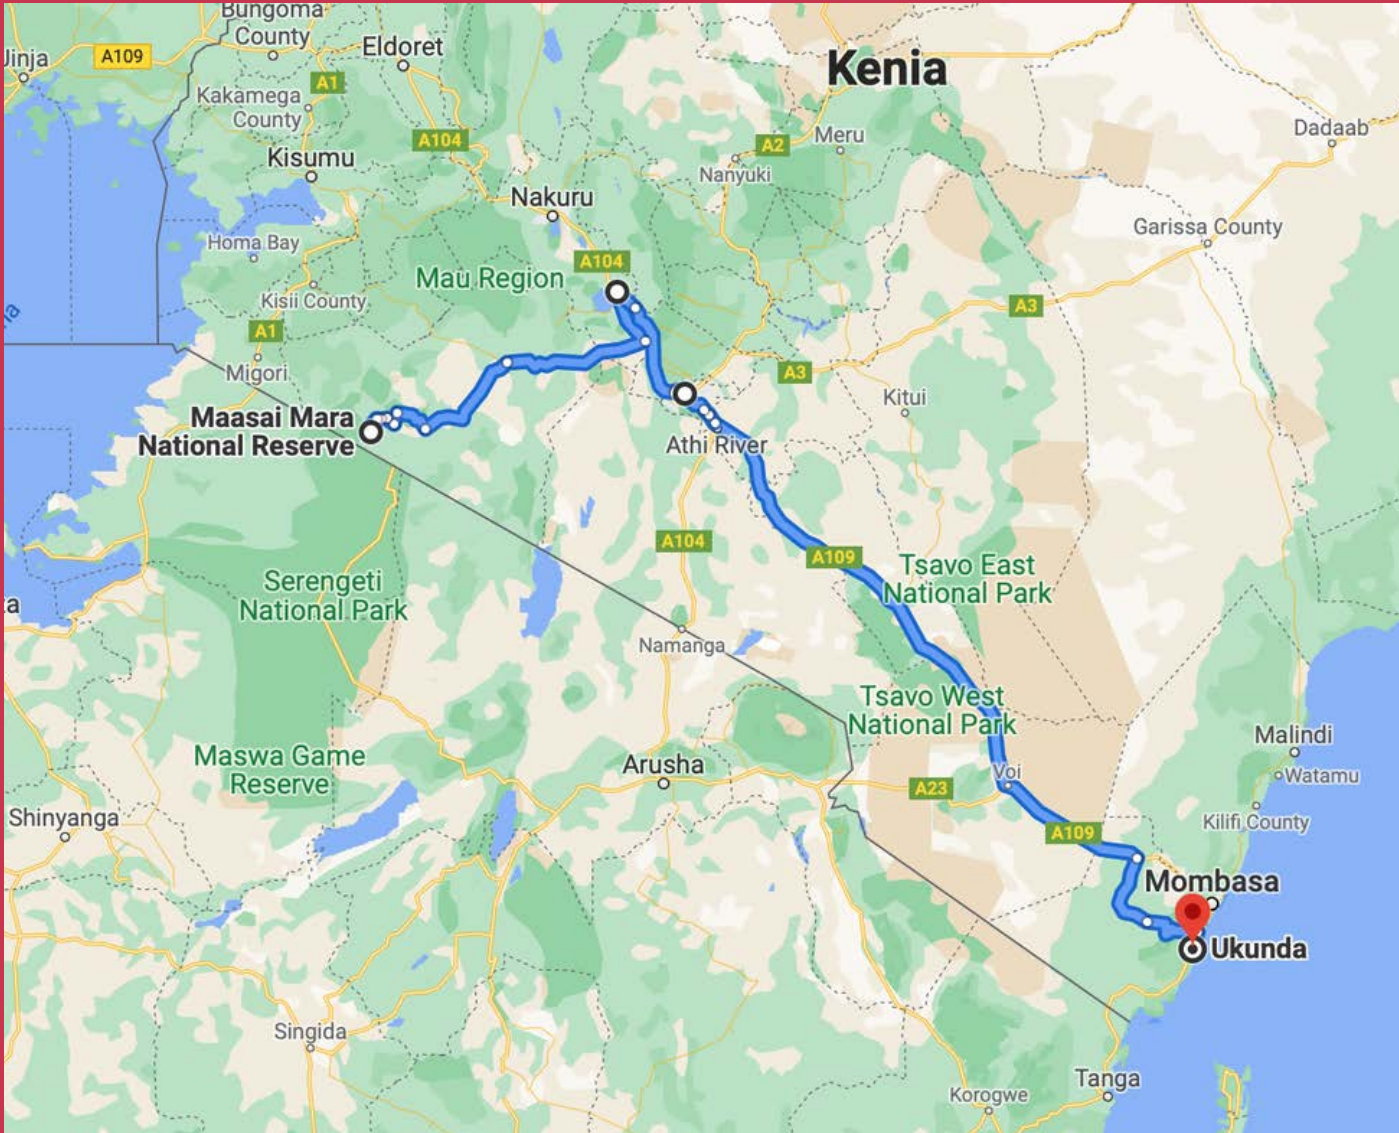 Bungoma
County
Eldoret
Kenia
Jinja
A109
A1
Kakamega
County
A104
A2
Meru
Dadaab
Kisumu
Nanyuki
Nakuru
Garissa County
Homa Bay
A104
Mau Region
Kisii County
A3
A1
Migori
A3
Kitui
Maasai Mara
National Reserve
Athi River
A104
A109
Tsavo East
National Park
Serengeti
National Park
Namanga
Tsavo West
National Park
Malindi
Maswa Game
Reserve
Arusha
Voi
Watamu
A23
Shinyanga
Kilifi County
A109
Mombasa
Ukunda
Singida
Tanga
Korogwe